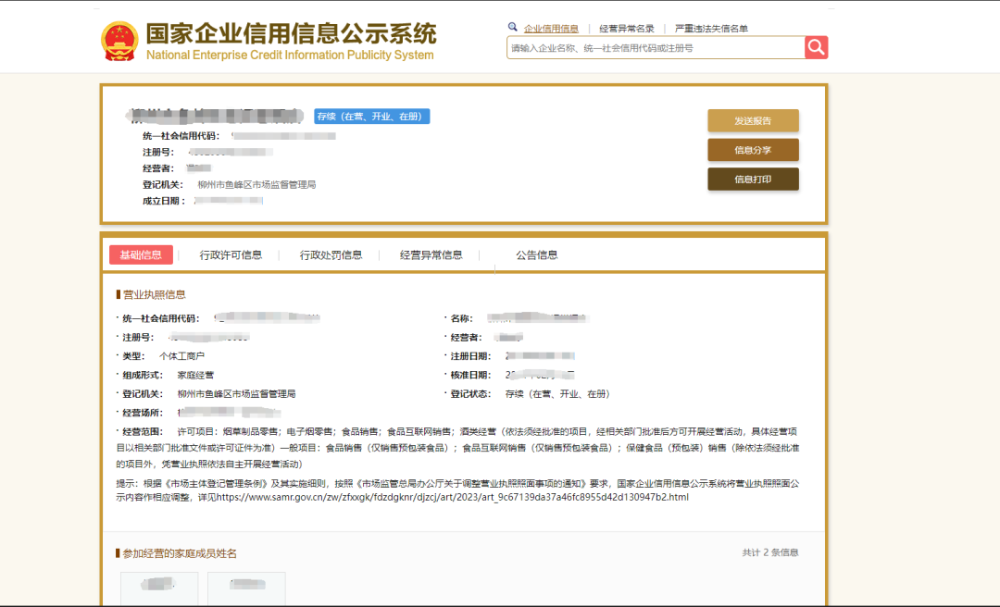 国家企业信用信息公示系统
National Enterprise Credit Information Publicity System
企业信用信息 经营异常名录 严重违法失信名单
请输入企业名称、统一社会信用代码或注册号
存续（在营、开业、在册）
统一社会信用代码：
注册号：
经营者：
登记机关： 柳州市鱼峰区市场监督管理局
成立日期：
发送报告
信息分享
信息打印
基础信息 行政许可信息 行政处罚信息 经营异常信息 公告信息
营业执照信息
· 统一社会信用代码： · 名称：
· 注册号： · 经营者：
· 类型： 个体工商户 · 注册日期：
· 组成形式： 家庭经营 · 核准日期：
· 登记机关： 柳州市鱼峰区市场监督管理局 · 登记状态： 存续（在营、开业、在册）
· 经营场所：
· 经营范围： 许可项目：烟草制品零售；电子烟零售；食品销售；食品互联网销售；酒类经营（依法须经批准的项目，经相关部门批准后方可开展经营活动，具体经营项
目以相关部门批准文件或许可证件为准）一般项目：食品销售（仅销售预包装食品）；食品互联网销售（仅销售预包装食品）；保健食品（预包装）销售（除依法须经批准
的项目外，凭营业执照依法自主开展经营活动）
提示：根据《市场主体登记管理条例》及其实施细则，按照《市场监管总局办公厅关于调整营业执照照面事项的通知》要求，国家企业信用信息公示系统将营业执照照面公
示内容作相应调整，详见https://www.samr.gov.cn/zw/zfxxgk/fdzdgknr/djzcj/art/2023/art_9c67139da37a46fc8955d42d130947b2.html
参加经营的家庭成员姓名 共计 2 条信息